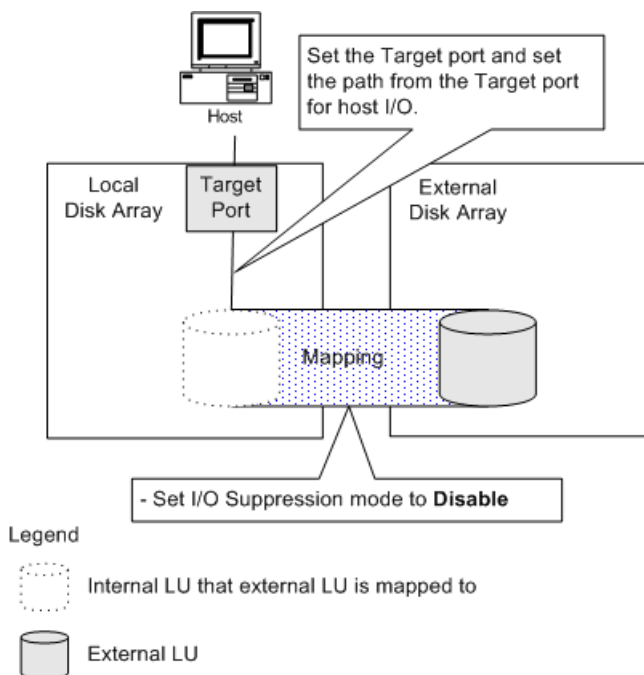 Set the Target port and set
the path from the Target port
for host I/O.
Host
Local
Disk Array
Target
Port
External
Disk Array
Mapping
- Set I/O Suppression mode to Disable
Legend
Internal LU that external LU is mapped to
External LU